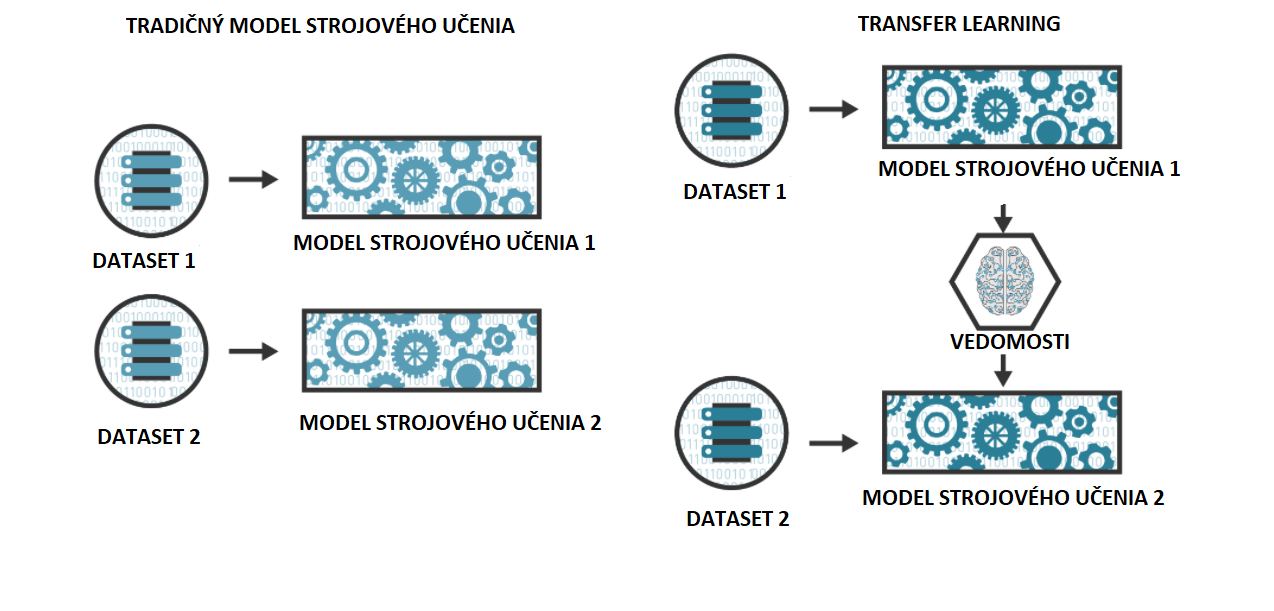 TRADIČNÝ MODEL STROJOVÉHO UČENIA
DATASET 1
MODEL STROJOVÉHO UČENIA 1
DATASET 2
MODEL STROJOVÉHO UČENIA 2
TRANSFER LEARNING
DATASET 1
MODEL STROJOVÉHO UČENIA 1
VEDOMOSTI
DATASET 2
MODEL STROJOVÉHO UČENIA 2